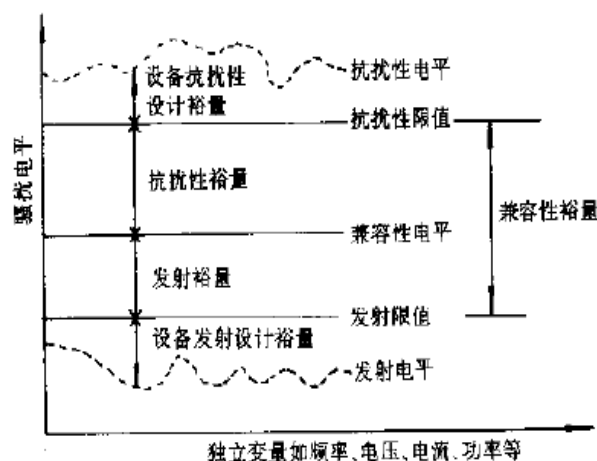 设备抗扰性
设计裕量
抗扰性电平
抗扰性限值
抗扰性裕量
骚扰电平
兼容性裕量
兼容性电平
发射裕量
发射限值
设备发射设计裕量
发射电平
独立变量如频率、电压、电流、功率等